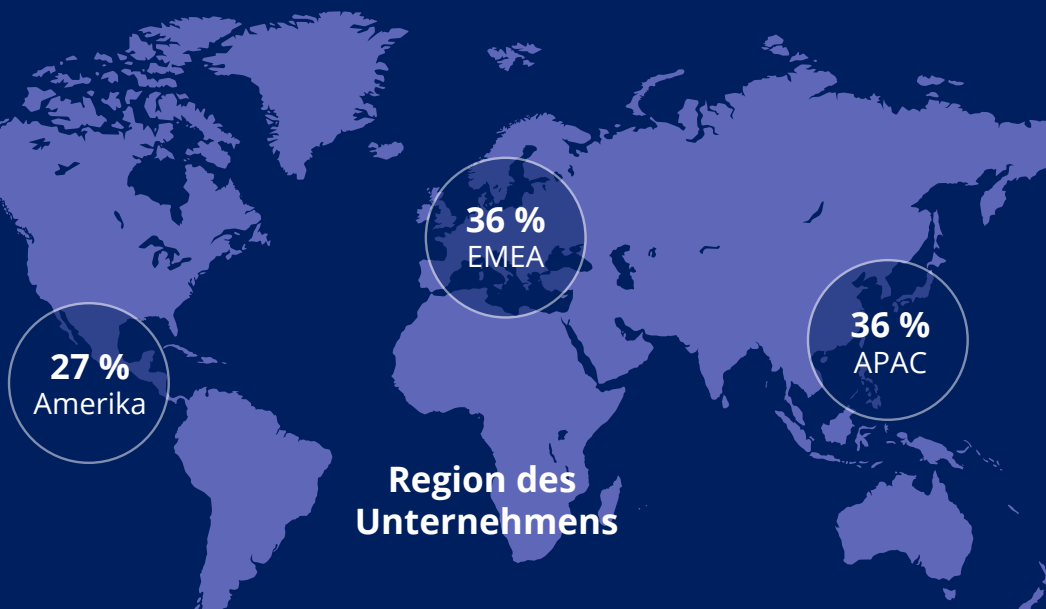 36 %
EMEA
36 %
APAC
27 %
Amerika
Region des
Unternehmens